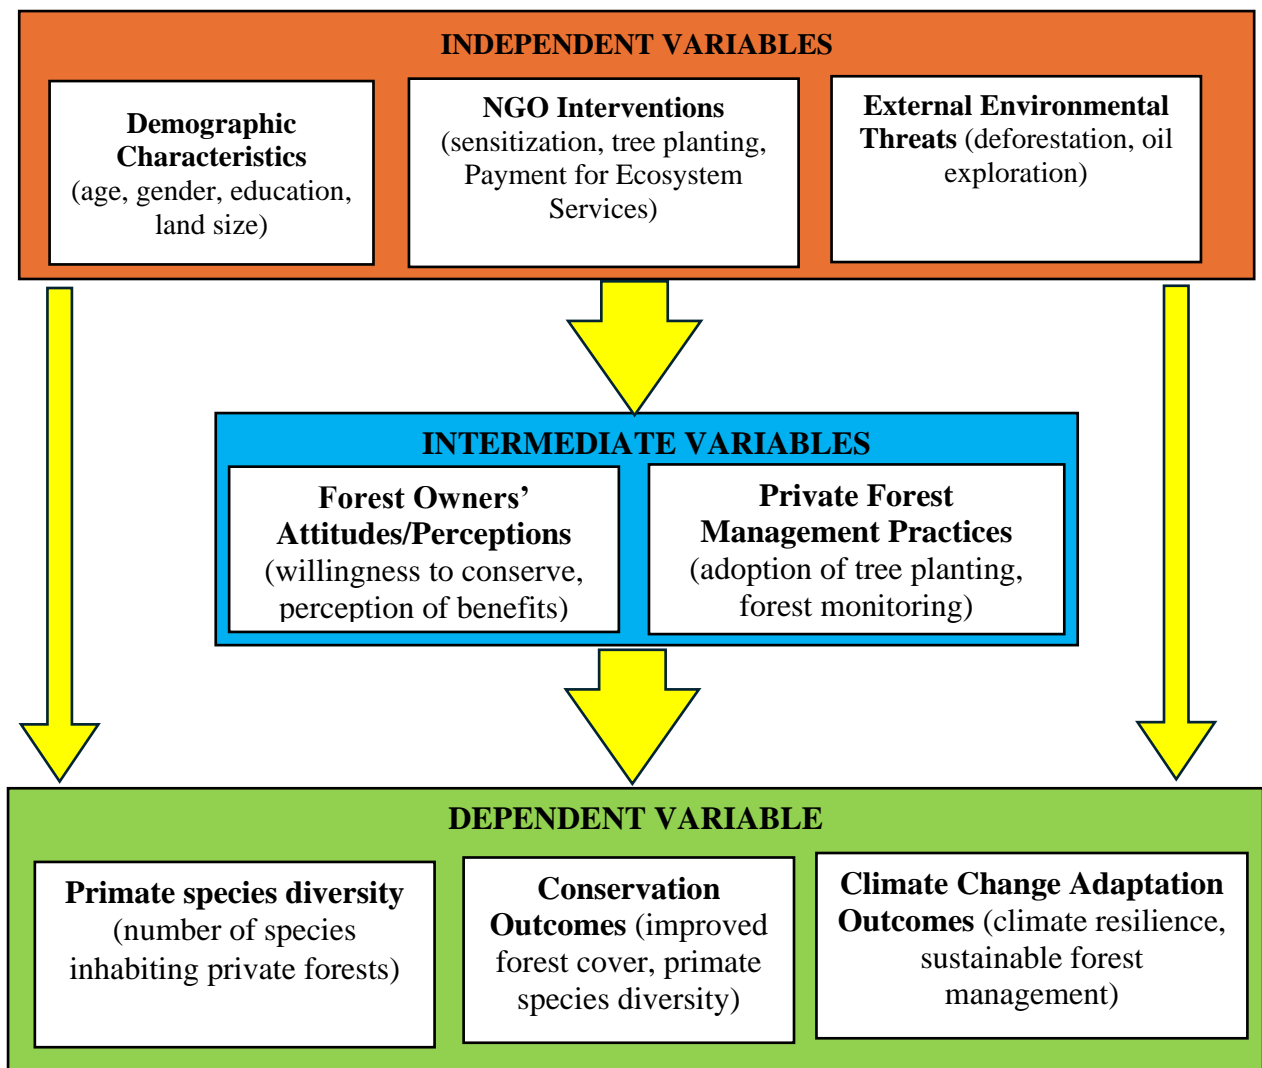 INDEPENDENT VARIABLES
Demographic
Characteristics
(age, gender, education,
land size)
NGO Interventions
(sensitization, tree planting,
Payment for Ecosystem
Services)
External Environmental
Threats (deforestation, oil
exploration)
INTERMEDIATE VARIABLES
Forest Owners’
Attitudes/Perceptions
(willingness to conserve,
perception of benefits)
Private Forest
Management Practices
(adoption of tree planting,
forest monitoring)
DEPENDENT VARIABLE
Primate species diversity
(number of species
inhabiting private forests)
Conservation
Outcomes (improved
forest cover, primate
species diversity)
Climate Change Adaptation
Outcomes (climate resilience,
sustainable forest
management)